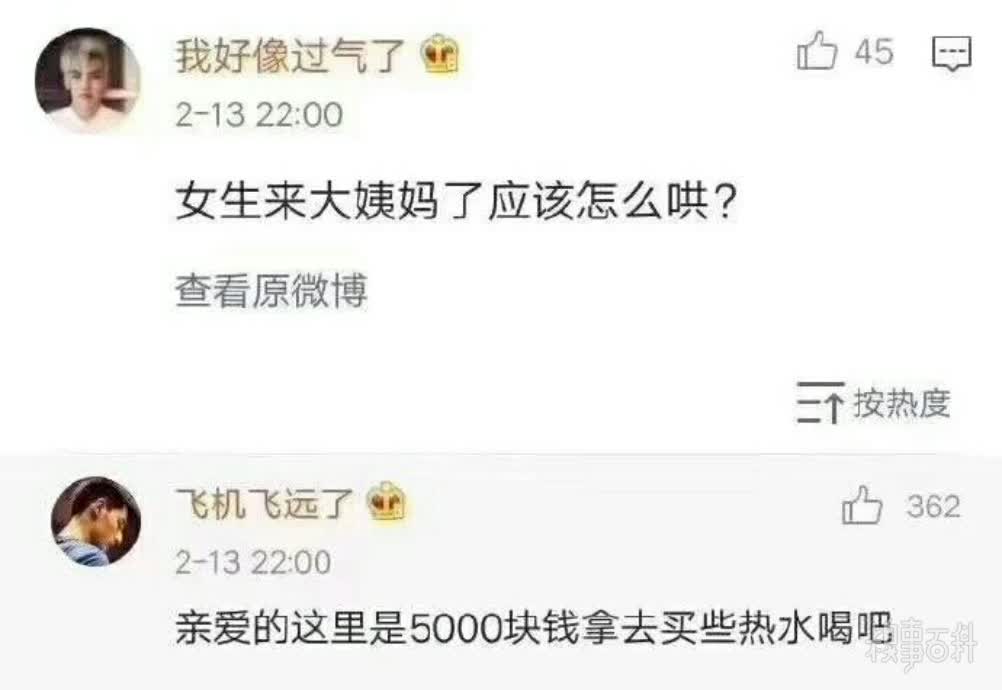 我好像过气了
45
2-13 22:00
女生来大姨妈了应该怎么哄？
查看原微博
按热度
飞机飞远了
362
2-13 22:00
亲爱的这里是5000块钱拿去买些热水喝吧
糗事百科